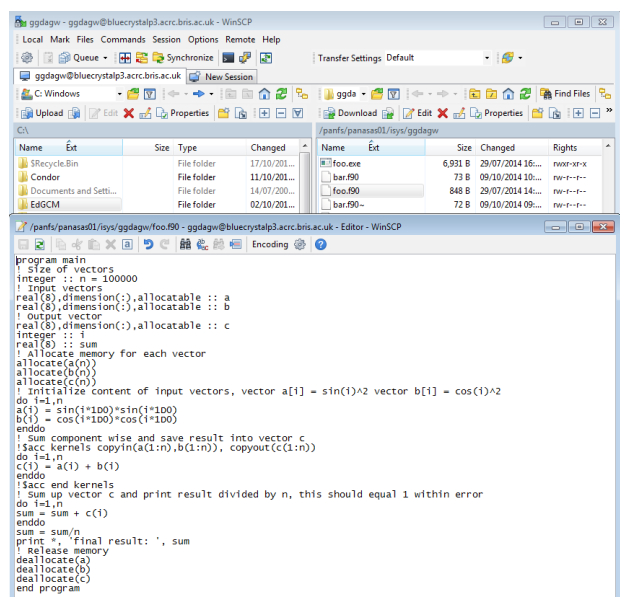 ggdagw - ggdagw@bluecrystalp3.acrc.bris.ac.uk - WinSCP
Local Mark Files Commands Session Options Remote Help
Queue Synchronize Transfer Settings Default
ggdagw@bluecrystalp3.acrc.bris.ac.uk New Session
C: Windows ggda Find Files
Upload Edit Properties Download Edit Properties
C:\ /panfs/panasas01/isys/ggdagw
Name Ext Size Type Changed Name Ext Size Changed Rights
$Recycle.Bin File folder 17/10/201... foo.exe 6,931 B 29/07/2014 16:... rwxr-xr-x
Condor File folder 11/10/201... bar.f90 73 B 09/10/2014 10:... rw-r--r--
Documents and Setti... File folder 14/07/200... foo.f90 848 B 29/07/2014 14:... rw-r--r--
EdGCM File folder 02/10/201... bar.f90~ 72 B 09/10/2014 09:... rw-r--r--
/panfs/panasas01/isys/ggdagw/foo.f90 - ggdagw@bluecrystalp3.acrc.bris.ac.uk - Editor - WinSCP
Encoding
program main
! Size of vectors
integer :: n = 100000
! Input vectors
real(8),dimension(:),allocatable :: a
real(8),dimension(:),allocatable :: b
! Output vector
real(8),dimension(:),allocatable :: c
integer :: i
real(8) :: sum
! Allocate memory for each vector
allocate(a(n))
allocate(b(n))
allocate(c(n))
! Initialize content of input vectors, vector a[i] = sin(i)^2 vector b[i] = cos(i)^2
do i=1,n
a(i) = sin(i*1D0)*sin(i*1D0)
b(i) = cos(i*1D0)*cos(i*1D0)
enddo
! Sum component wise and save result into vector c
!$acc kernels copyin(a(1:n),b(1:n)), copyout(c(1:n))
do i=1,n
c(i) = a(i) + b(i)
enddo
!$acc end kernels
! Sum up vector c and print result divided by n, this should equal 1 within error
do i=1,n
sum = sum + c(i)
enddo
sum = sum/n
print *, 'final result: ', sum
! Release memory
deallocate(a)
deallocate(b)
deallocate(c)
end program